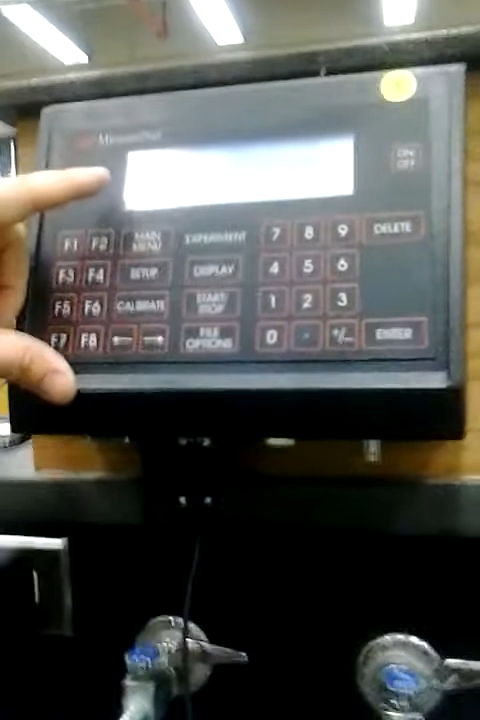 ON/OFF
F1 F2 MAIN MENU EXPERIMENT 7 8 9 DELETE
F3 F4 SETUP DISPLAY 4 5 6
F5 F6 CALIBRATE START/STOP 1 2 3
F7 F8 ← → FILE OPTIONS 0 . +/- ENTER